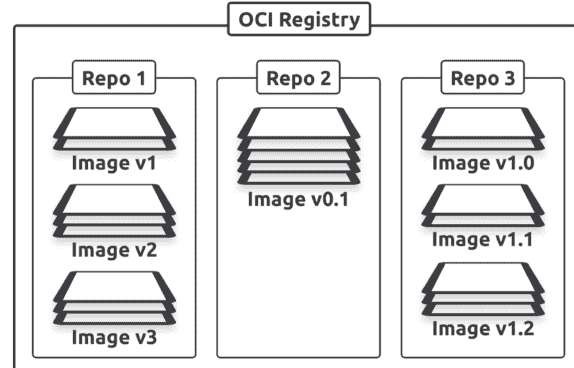 OCI Registry
Repo 1
Image v1
Image v2
Image v3
Repo 2
Image v0.1
Repo 3
Image v1.0
Image v1.1
Image v1.2